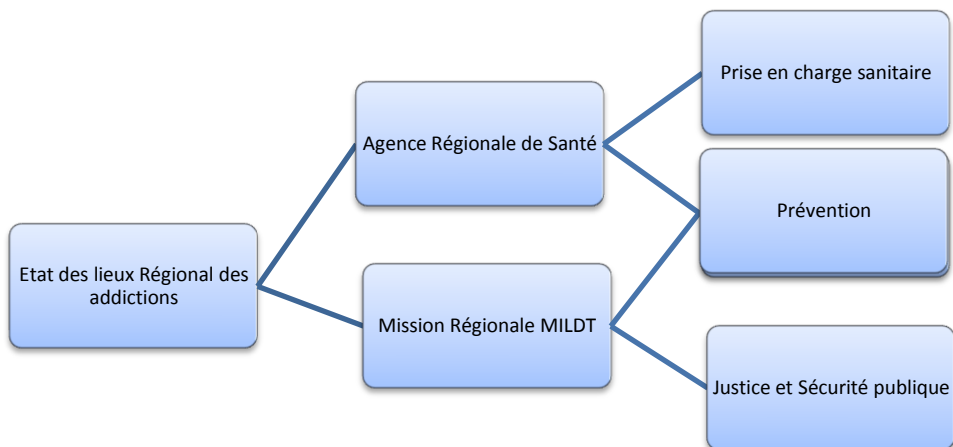 Prise en charge sanitaire
Agence Régionale de Santé
Prévention
Etat des lieux Régional des
addictions
Mission Régionale MILDT
Justice et Sécurité publique